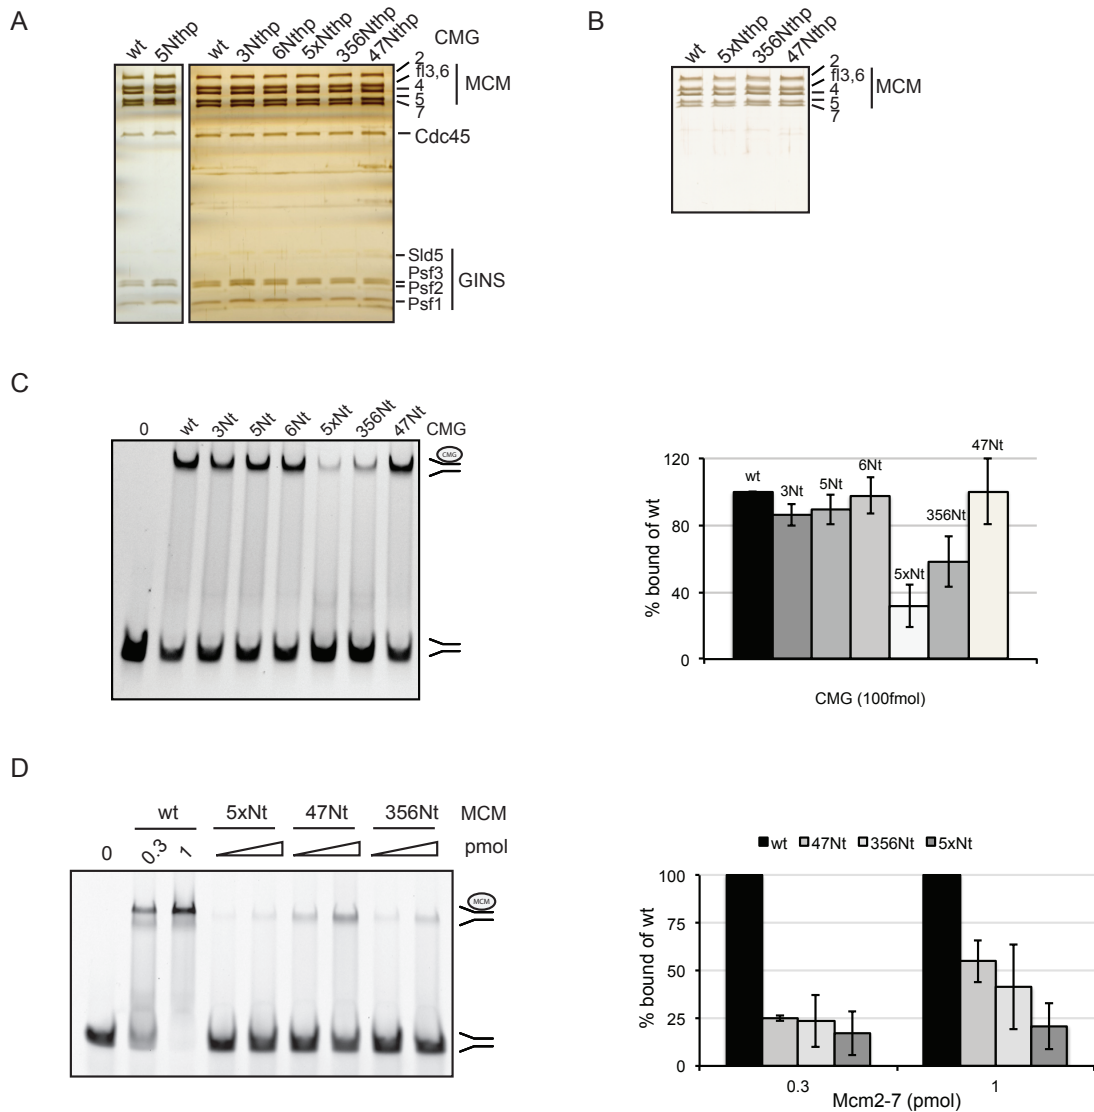 A
wt
5Nthp
wt
3Nthp
6Nthp
5xNthp
356Nthp
47Nthp
CMG
2
fl3,6
4
5
7
MCM
Cdc45
Sld5
Psf3
Psf2
Psf1
GINS
B
wt
5xNthp
356Nthp
47Nthp
2
fl3,6
4
5
7
MCM
C
0
wt
3Nt
5Nt
6Nt
5xNt
356Nt
47Nt
CMG
CMG
% bound of wt
120
80
40
0
wt
3Nt
5Nt
6Nt
5xNt
356Nt
47Nt
CMG (100fmol)
D
wt
5xNt
47Nt
356Nt
MCM
0
0.3
1
pmol
MCM
wt
47Nt
356Nt
5xNt
% bound of wt
100
75
50
25
0
0.3
1
Mcm2-7 (pmol)